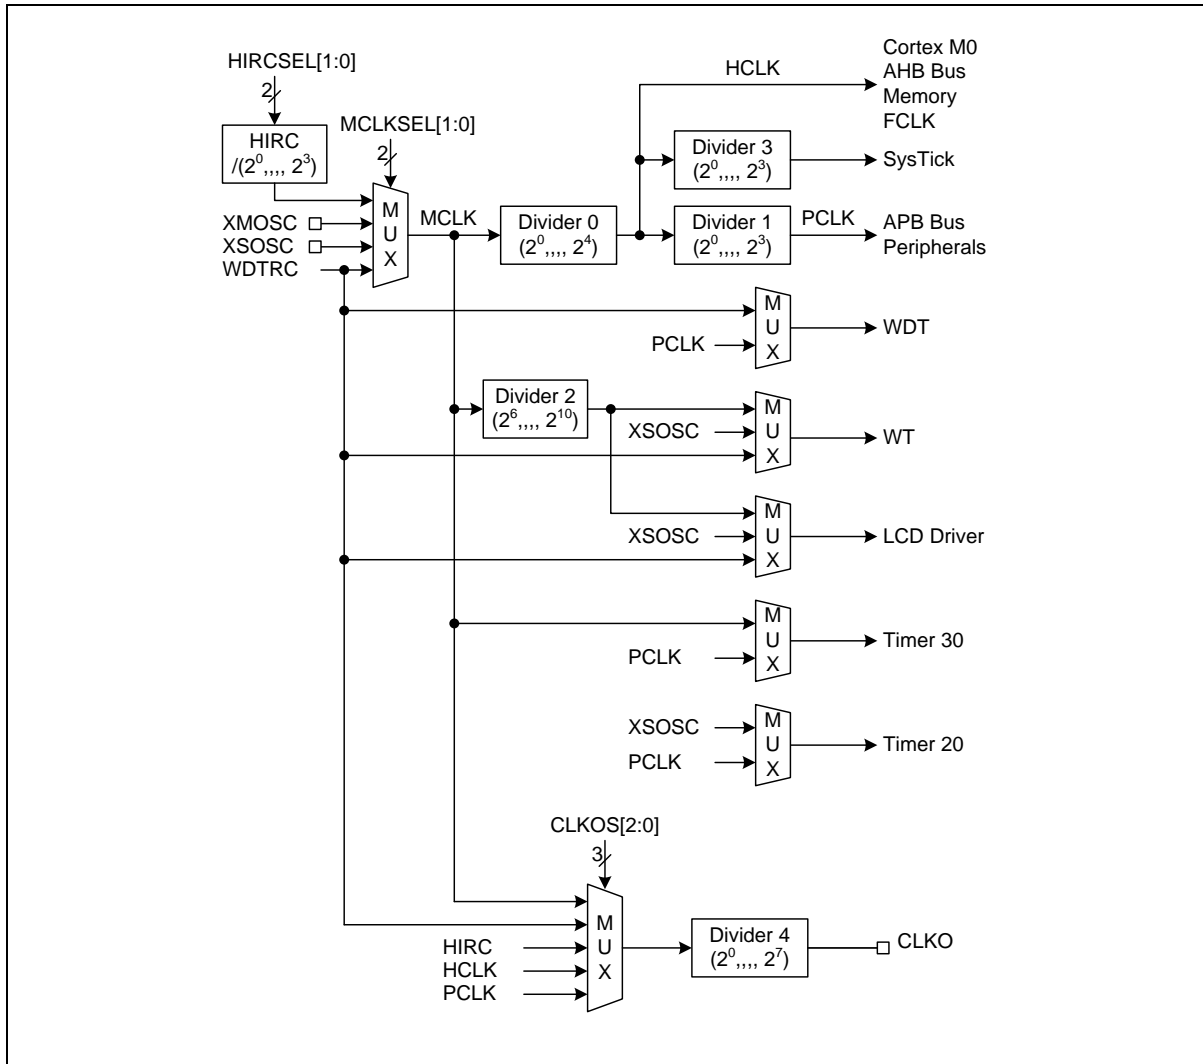 HIRCSEL[1:0]
2
HIRC
/(2⁰,,,, 2³)
MCLKSEL[1:0]
2
XMOSC
XSOSC
WDTRC
M
U
X
MCLK
Divider 0
(2⁰,,,, 2⁴)
HCLK
Cortex M0
AHB Bus
Memory
FCLK
Divider 3
(2⁰,,,, 2³)
SysTick
Divider 1
(2⁰,,,, 2³)
PCLK
APB Bus
Peripherals
PCLK
M
U
X
WDT
Divider 2
(2⁶,,,, 2¹⁰)
XSOSC
M
U
X
WT
XSOSC
M
U
X
LCD Driver
PCLK
M
U
X
Timer 30
XSOSC
PCLK
M
U
X
Timer 20
CLKOS[2:0]
3
HIRC
HCLK
PCLK
M
U
X
Divider 4
(2⁰,,,, 2⁷)
CLKO